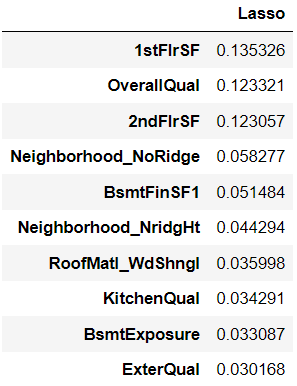 Lasso
1stFlrSF 0.135326
OverallQual 0.123321
2ndFlrSF 0.123057
Neighborhood_NoRidge 0.058277
BsmtFinSF1 0.051484
Neighborhood_NridgHt 0.044294
RoofMatl_WdShngl 0.035998
KitchenQual 0.034291
BsmtExposure 0.033087
ExterQual 0.030168